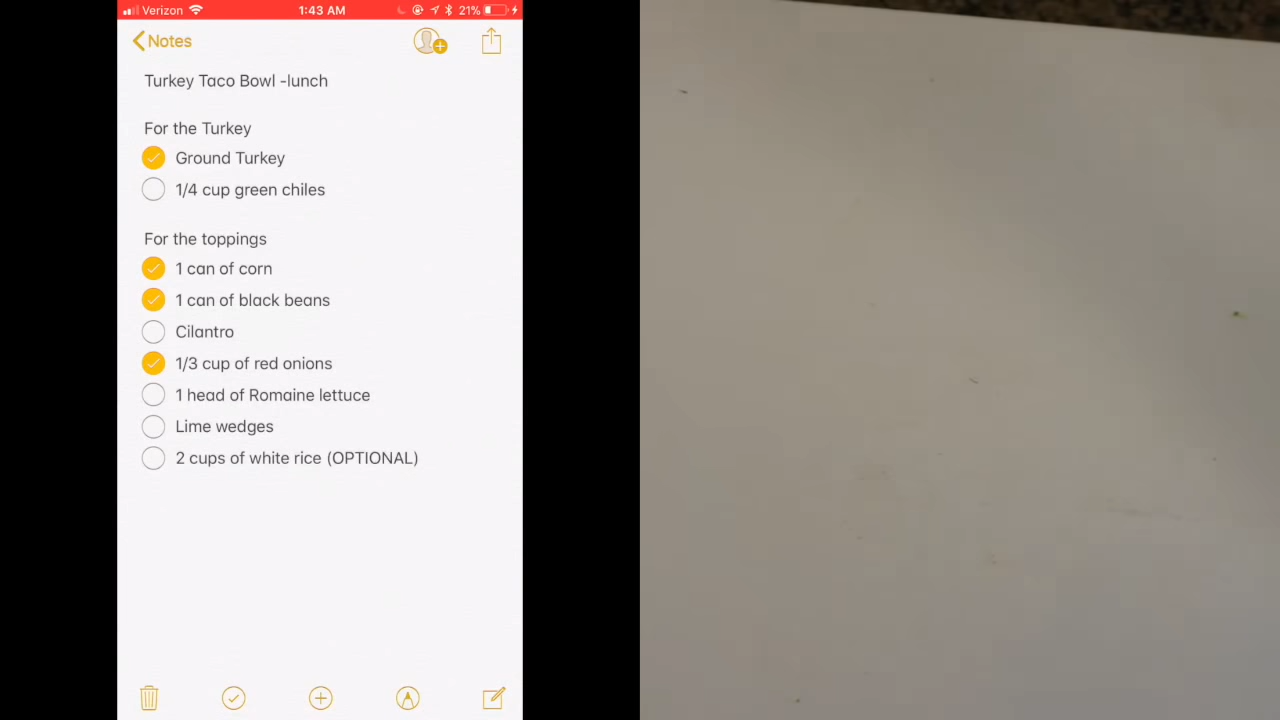 Verizon 1:43 AM 21%
Notes
Turkey Taco Bowl -lunch
For the Turkey
Ground Turkey
1/4 cup green chiles
For the toppings
1 can of corn
1 can of black beans
Cilantro
1/3 cup of red onions
1 head of Romaine lettuce
Lime wedges
2 cups of white rice (OPTIONAL)